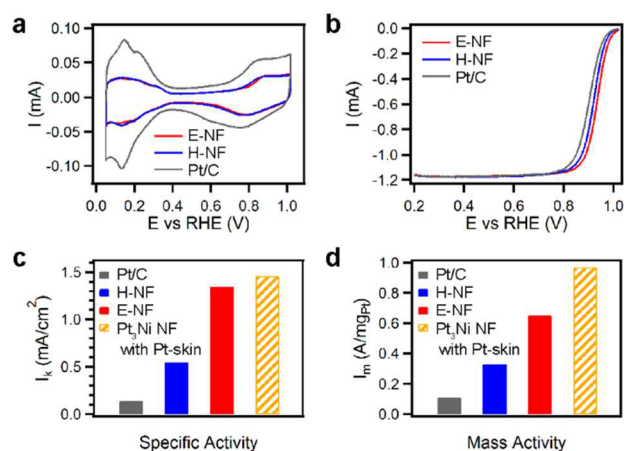 a
I (mA)
0.10
0.05
0.00
-0.05
-0.10
E-NF
H-NF
Pt/C
0.0 0.2 0.4 0.6 0.8 1.0
E vs RHE (V)
b
I (mA)
0.0
-0.2
-0.4
-0.6
-0.8
-1.0
-1.2
E-NF
H-NF
Pt/C
0.2 0.4 0.6 0.8 1.0
E vs RHE (V)
c
Iₖ (mA/cm²)
1.5
1.0
0.5
0.0
Pt/C
H-NF
E-NF
Pt₃Ni NF
with Pt-skin
Specific Activity
d
Iₘ (A/mg_Pt)
1.0
0.8
0.6
0.4
0.2
0.0
Pt/C
H-NF
E-NF
Pt₃Ni NF
with Pt-skin
Mass Activity